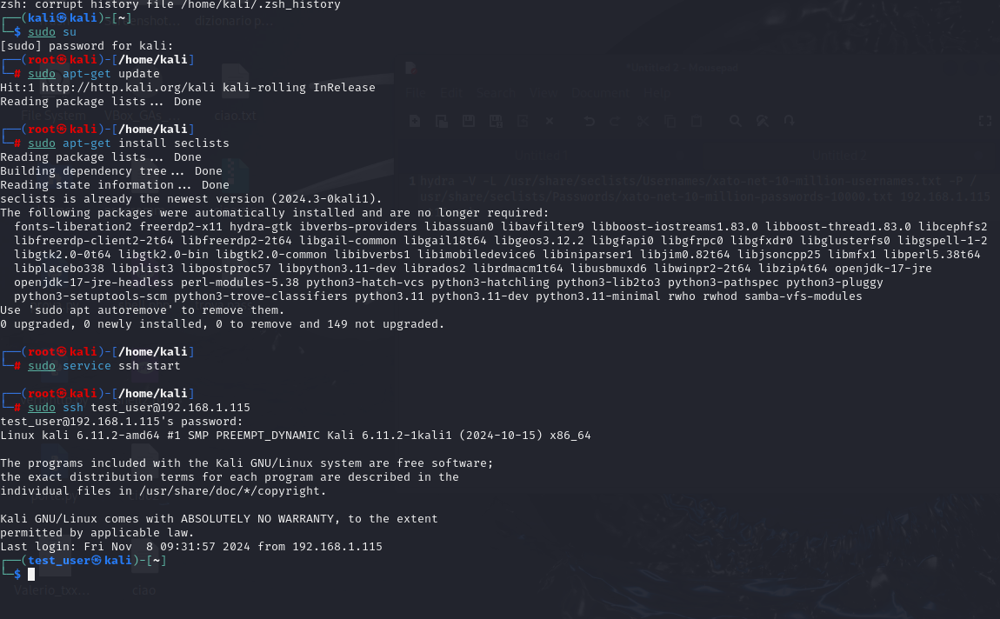 zsh: corrupt history file /home/kali/.zsh_history
┌──(kali㉿kali)-[~]
└─$ sudo su
[sudo] password for kali:
┌──(root㉿kali)-[/home/kali]
└─# sudo apt-get update
Hit:1 http://http.kali.org/kali kali-rolling InRelease
Reading package lists... Done
┌──(root㉿kali)-[/home/kali]
└─# sudo apt-get install seclists
Reading package lists... Done
Building dependency tree... Done
Reading state information... Done
seclists is already the newest version (2024.3-0kali1).
The following packages were automatically installed and are no longer required:
fonts-liberation2 freerdp2-x11 hydra-gtk ibverbs-providers libassuan0 libavfilter9 libboost-iostreams1.83.0 libboost-thread1.83.0 libcephfs2
libfreerdp-client2-2t64 libfreerdp2-2t64 libgail-common libgail18t64 libgeos3.12.2 libgfapi0 libgfrpc0 libgfxdr0 libglusterfs0 libgspell-1-2
libgtk2.0-0t64 libgtk2.0-bin libgtk2.0-common libibverbs1 libimobiledevice6 libiniparser1 libjim0.82t64 libjsoncpp25 libmfx1 libperl5.38t64
libplacebo338 libplist3 libpostproc57 libpython3.11-dev librados2 librdmacm1t64 libusbmuxd6 libwinpr2-2t64 libzip4t64 openjdk-17-jre
openjdk-17-jre-headless perl-modules-5.38 python3-hatch-vcs python3-hatchling python3-lib2to3 python3-pathspec python3-pluggy
python3-setuptools-scm python3-trove-classifiers python3.11 python3.11-dev python3.11-minimal rwho rwhod samba-vfs-modules
Use 'sudo apt autoremove' to remove them.
0 upgraded, 0 newly installed, 0 to remove and 149 not upgraded.
┌──(root㉿kali)-[/home/kali]
└─# sudo service ssh start
┌──(root㉿kali)-[/home/kali]
└─# sudo ssh test_user@192.168.1.115
test_user@192.168.1.115's password:
Linux kali 6.11.2-amd64 #1 SMP PREEMPT_DYNAMIC Kali 6.11.2-1kali1 (2024-10-15) x86_64
The programs included with the Kali GNU/Linux system are free software;
the exact distribution terms for each program are described in the
individual files in /usr/share/doc/*/copyright.
Kali GNU/Linux comes with ABSOLUTELY NO WARRANTY, to the extent
permitted by applicable law.
Last login: Fri Nov  8 09:31:57 2024 from 192.168.1.115
┌──(test_user㉿kali)-[~]
└─$
File Edit Search View Document Help
Untitled 2
1 hydra -V -L /usr/share/seclists/Usernames/xato-net-10-million-usernames.txt -P /
usr/share/seclists/Passwords/xato-net-10-million-passwords-10000.txt 192.168.1.115
dizionario p...
File System
VBox_GAs_...
ciao.txt
Valerio_txx...
ciao